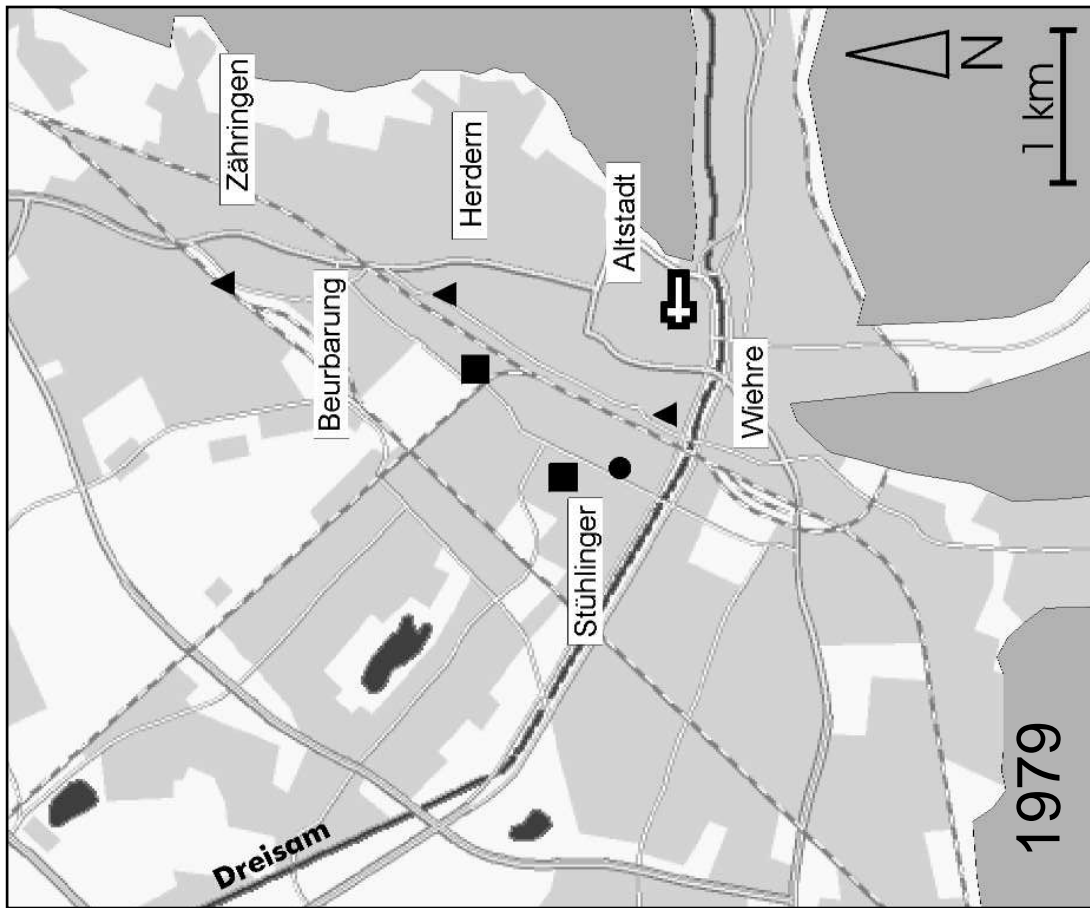 Zähringen
Herdern
Beurbarung
Altstadt
Stühlinger
Wiehre
Dreisam
N
1 km
1979